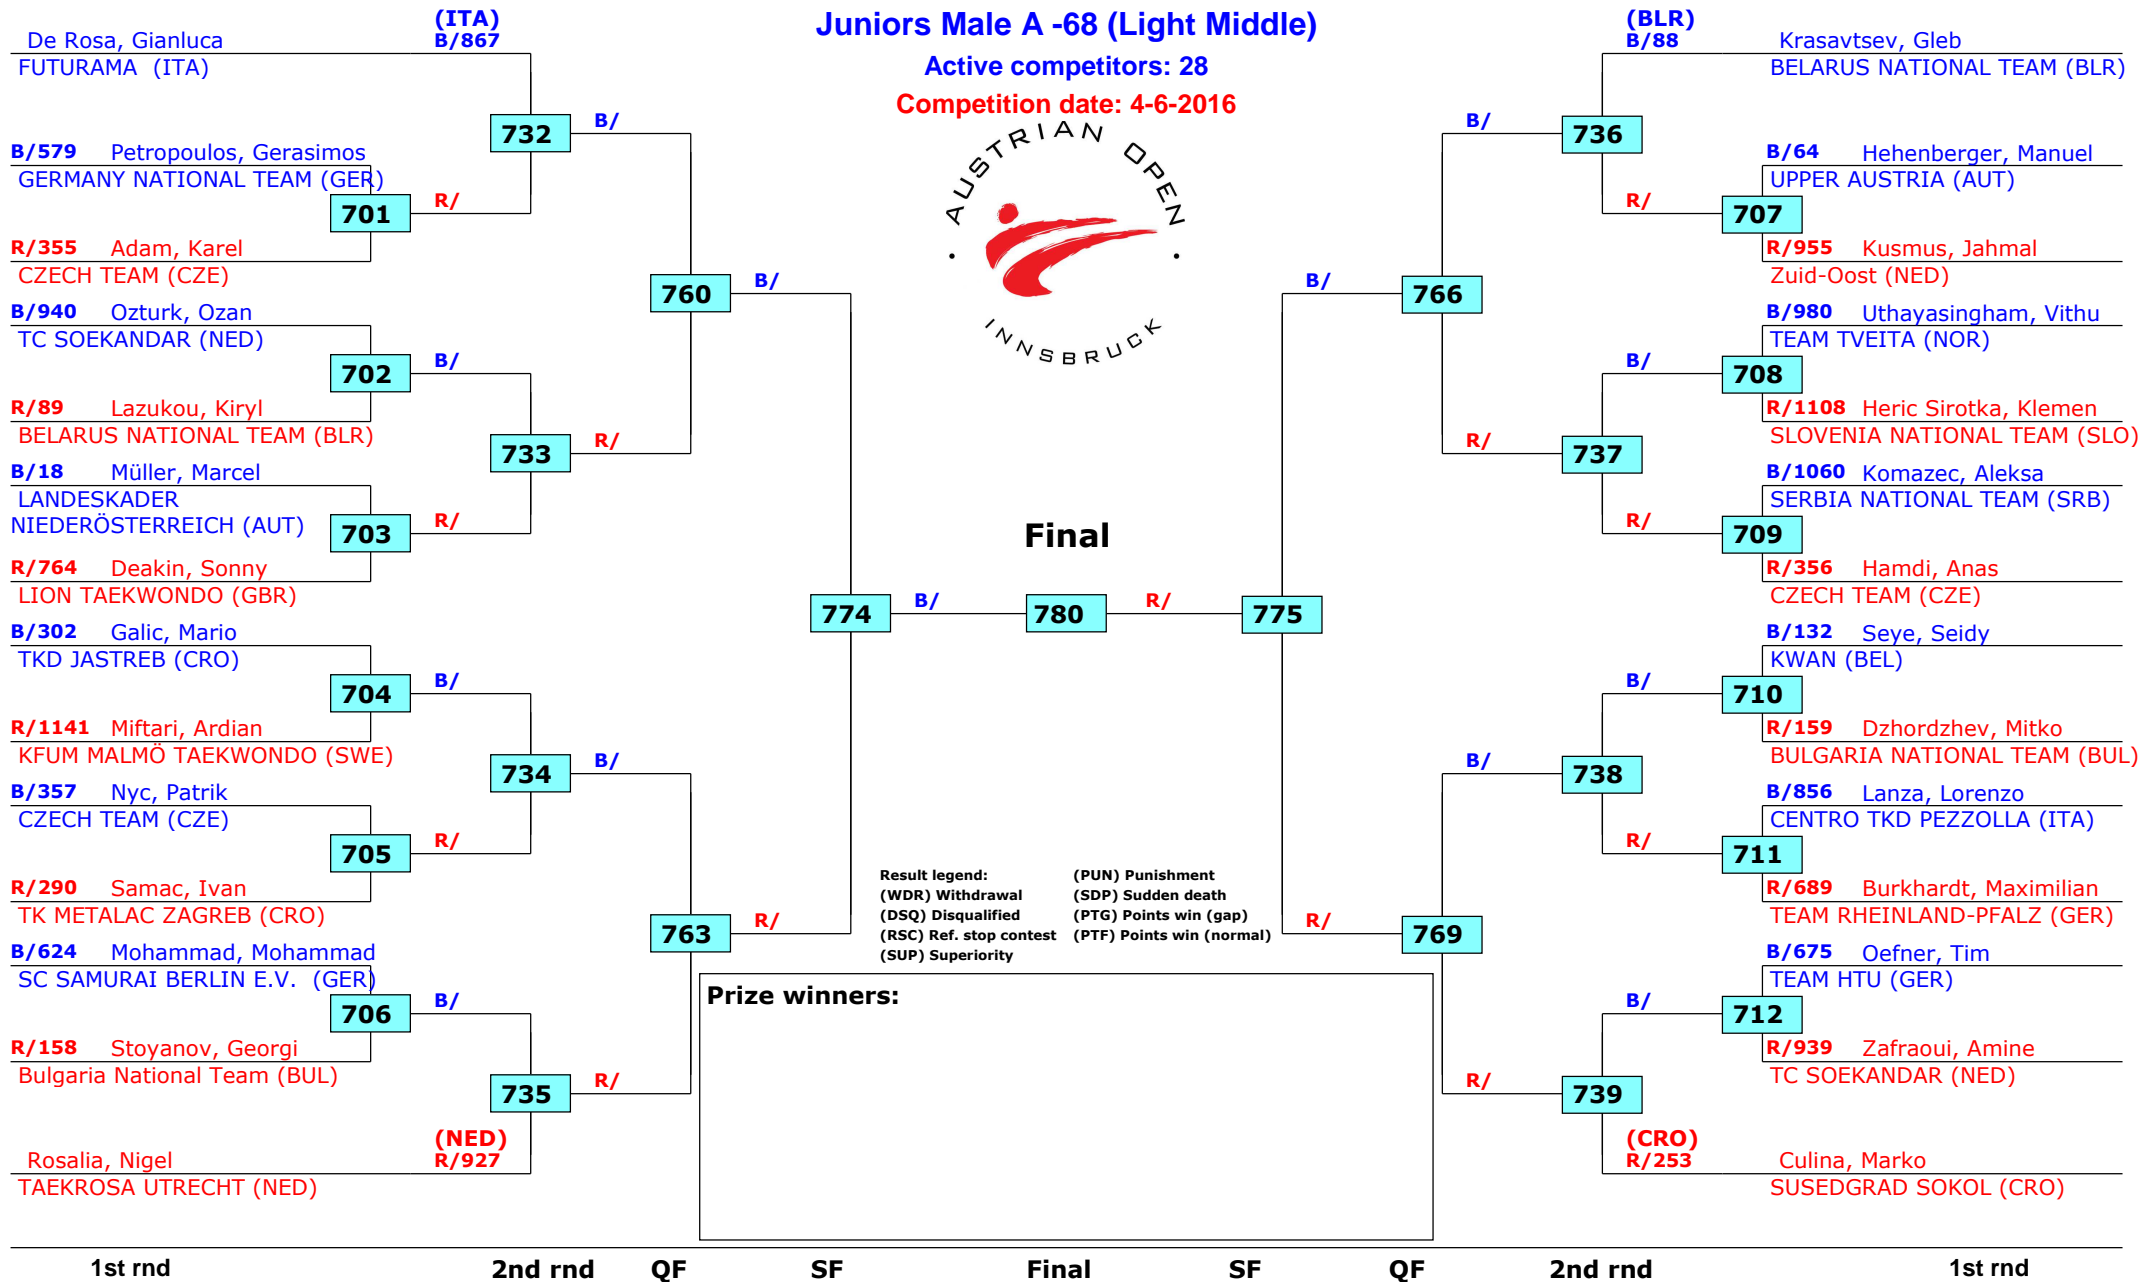 Juniors Male A -68 (Light Middle)
Active competitors: 28
Competition date: 4-6-2016
AUSTRIAN OPEN
INNSBRUCK
(ITA)
De Rosa, Gianluca B/867
FUTURAMA (ITA)
732
B/
B/579 Petropoulos, Gerasimos
GERMANY NATIONAL TEAM (GER)
701
R/
R/355 Adam, Karel
CZECH TEAM (CZE)
760
B/
B/940 Ozturk, Ozan
TC SOEKANDAR (NED)
702
B/
R/89 Lazukou, Kiryl
BELARUS NATIONAL TEAM (BLR)
733
R/
B/18 Müller, Marcel
LANDESKADER
NIEDERÖSTERREICH (AUT)
703
R/
R/764 Deakin, Sonny
LION TAEKWONDO (GBR)
774
B/
B/302 Galic, Mario
TKD JASTREB (CRO)
704
B/
R/1141 Miftari, Ardian
KFUM MALMÖ TAEKWONDO (SWE)
734
B/
B/357 Nyc, Patrik
CZECH TEAM (CZE)
705
R/
R/290 Samac, Ivan
TK METALAC ZAGREB (CRO)
763
R/
B/624 Mohammad, Mohammad
SC SAMURAI BERLIN E.V. (GER)
706
B/
R/158 Stoyanov, Georgi
Bulgaria National Team (BUL)
735
R/
(NED)
Rosalia, Nigel R/927
TAEKROSA UTRECHT (NED)
Final
780
R/
775
(BLR)
B/88 Krasavtsev, Gleb
BELARUS NATIONAL TEAM (BLR)
B/
736
B/64 Hehenberger, Manuel
UPPER AUSTRIA (AUT)
R/
707
R/955 Kusmus, Jahmal
Zuid-Oost (NED)
B/
766
B/980 Uthayasingham, Vithu
TEAM TVEITA (NOR)
B/
708
R/1108 Heric Sirotka, Klemen
SLOVENIA NATIONAL TEAM (SLO)
R/
737
B/1060 Komazec, Aleksa
SERBIA NATIONAL TEAM (SRB)
R/
709
R/356 Hamdi, Anas
CZECH TEAM (CZE)
B/132 Seye, Seidy
KWAN (BEL)
B/
710
R/159 Dzhordzhev, Mitko
BULGARIA NATIONAL TEAM (BUL)
B/
738
B/856 Lanza, Lorenzo
CENTRO TKD PEZZOLLA (ITA)
R/
711
R/689 Burkhardt, Maximilian
TEAM RHEINLAND-PFALZ (GER)
R/
769
B/675 Oefner, Tim
TEAM HTU (GER)
B/
712
R/939 Zafraoui, Amine
TC SOEKANDAR (NED)
R/
739
(CRO)
R/253 Culina, Marko
SUSEDGRAD SOKOL (CRO)
Result legend: (PUN) Punishment
(WDR) Withdrawal (SDP) Sudden death
(DSQ) Disqualified (PTG) Points win (gap)
(RSC) Ref. stop contest (PTF) Points win (normal)
(SUP) Superiority
Prize winners:
1st rnd 2nd rnd QF SF Final SF QF 2nd rnd 1st rnd